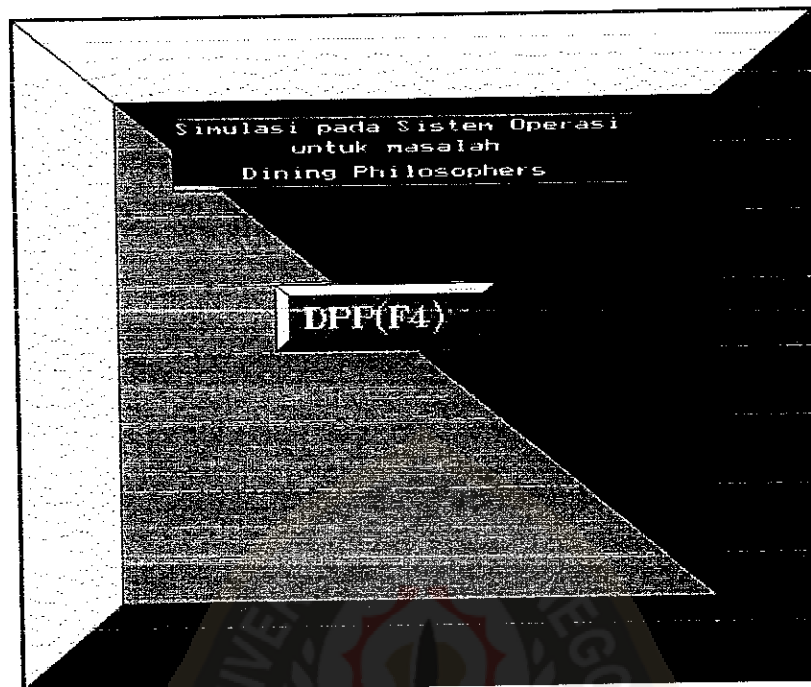 Simulasi pada Sistem Operasi
untuk masalah
Dining Philosophers
DPP(F4)